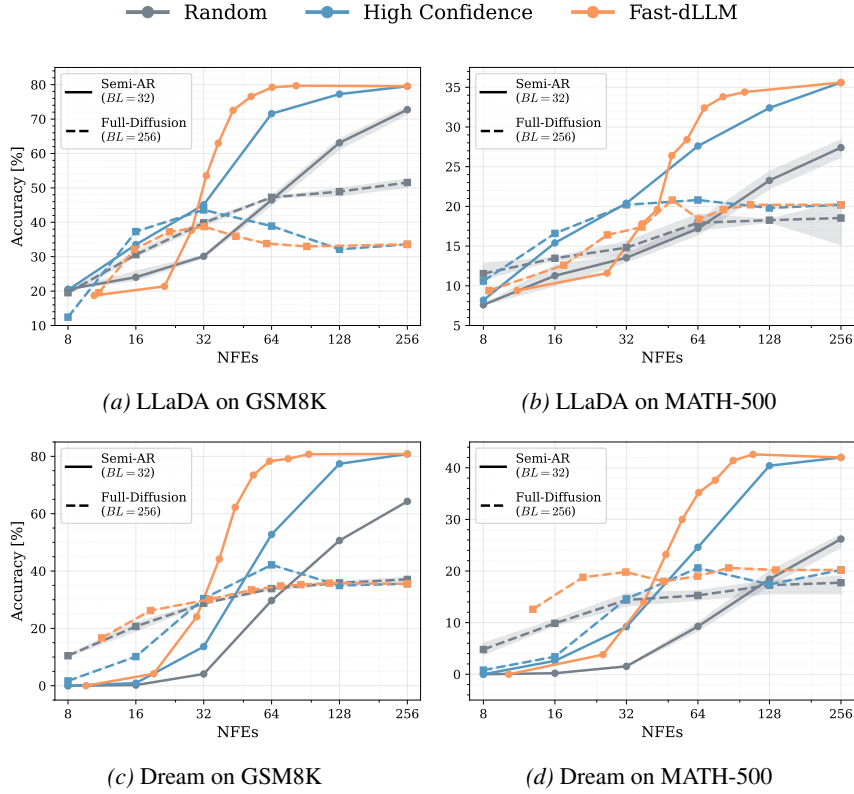 Random High Confidence Fast-dLLM
Semi-AR
(BL = 32)
Full-Diffusion
(BL = 256)
Accuracy [%]
80
70
60
50
40
30
20
10
8 16 32 64 128 256
NFEs
(a) LLaDA on GSM8K
Semi-AR
(BL = 32)
Full-Diffusion
(BL = 256)
35
30
25
20
15
10
5
8 16 32 64 128 256
NFEs
(b) LLaDA on MATH-500
Semi-AR
(BL = 32)
Full-Diffusion
(BL = 256)
Accuracy [%]
80
60
40
20
0
8 16 32 64 128 256
NFEs
(c) Dream on GSM8K
Semi-AR
(BL = 32)
Full-Diffusion
(BL = 256)
40
30
20
10
0
8 16 32 64 128 256
NFEs
(d) Dream on MATH-500